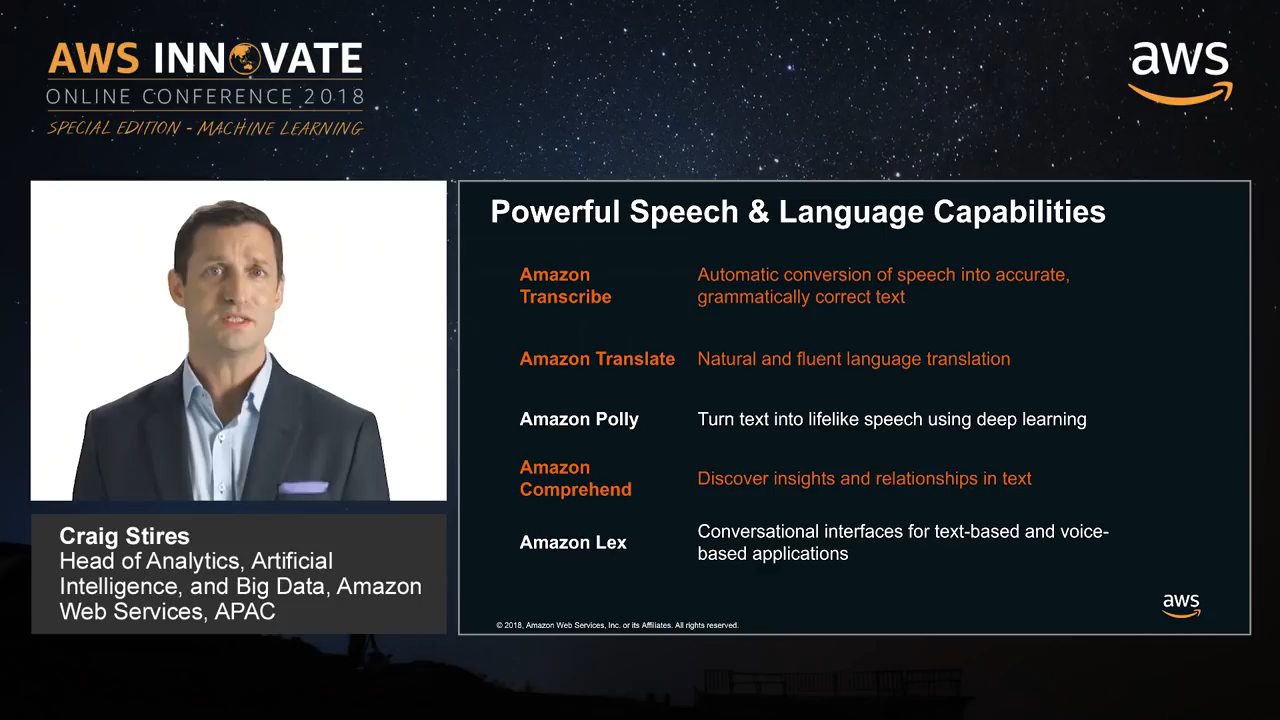 AWS INNOVATE
ONLINE CONFERENCE 2018
SPECIAL EDITION - MACHINE LEARNING
aws
Powerful Speech & Language Capabilities
Amazon
Transcribe
Automatic conversion of speech into accurate,
grammatically correct text
Amazon Translate
Natural and fluent language translation
Amazon Polly
Turn text into lifelike speech using deep learning
Amazon
Comprehend
Discover insights and relationships in text
Amazon Lex
Conversational interfaces for text-based and voice-
based applications
aws
© 2018, Amazon Web Services, Inc. or its Affiliates. All rights reserved.
Craig Stires
Head of Analytics, Artificial
Intelligence, and Big Data, Amazon
Web Services, APAC